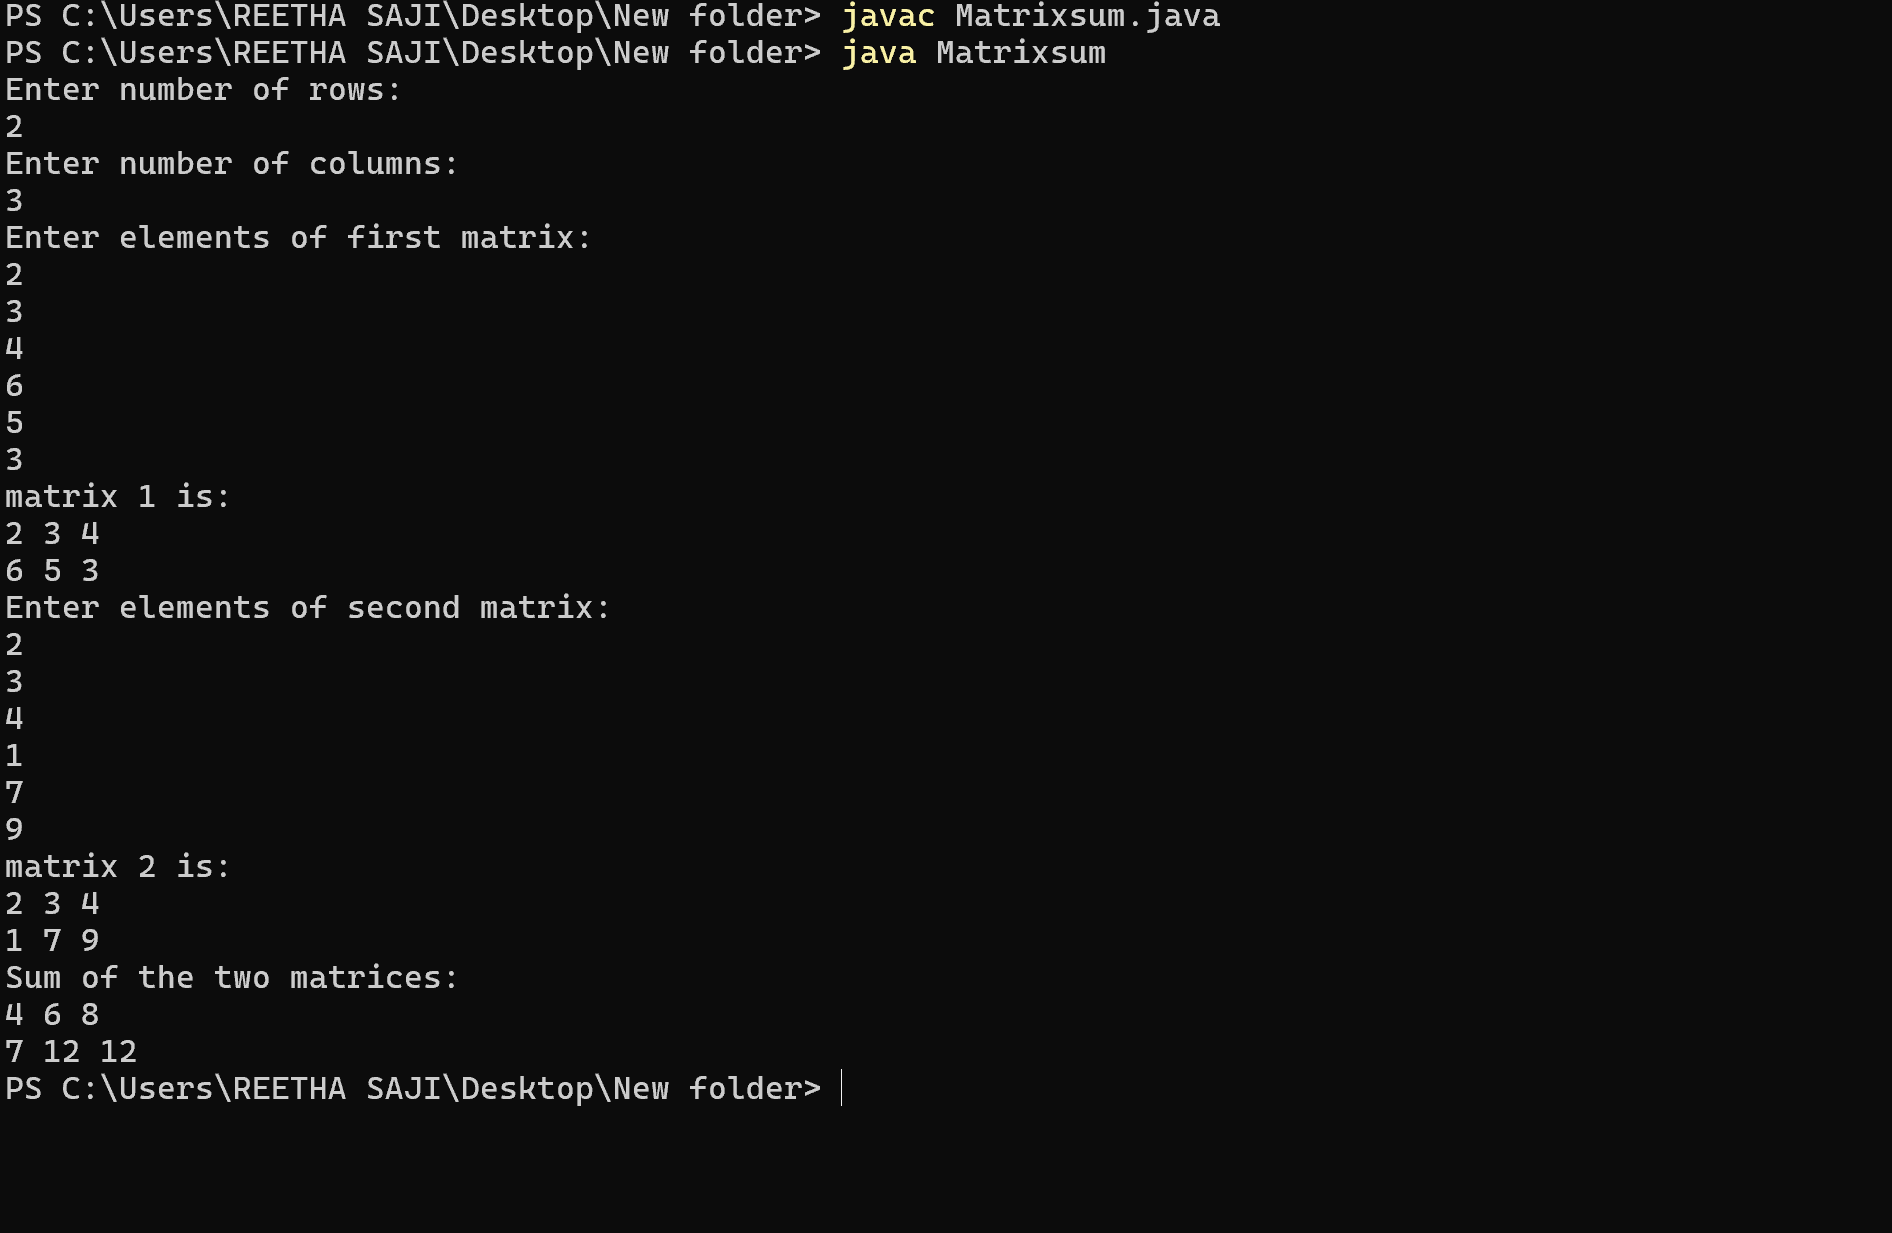 PS C:\Users\REETHA SAJI\Desktop\New folder> javac Matrixsum.java
PS C:\Users\REETHA SAJI\Desktop\New folder> java Matrixsum
Enter number of rows:
2
Enter number of columns:
3
Enter elements of first matrix:
2
3
4
6
5
3
matrix 1 is:
2 3 4
6 5 3
Enter elements of second matrix:
2
3
4
1
7
9
matrix 2 is:
2 3 4
1 7 9
Sum of the two matrices:
4 6 8
7 12 12
PS C:\Users\REETHA SAJI\Desktop\New folder>